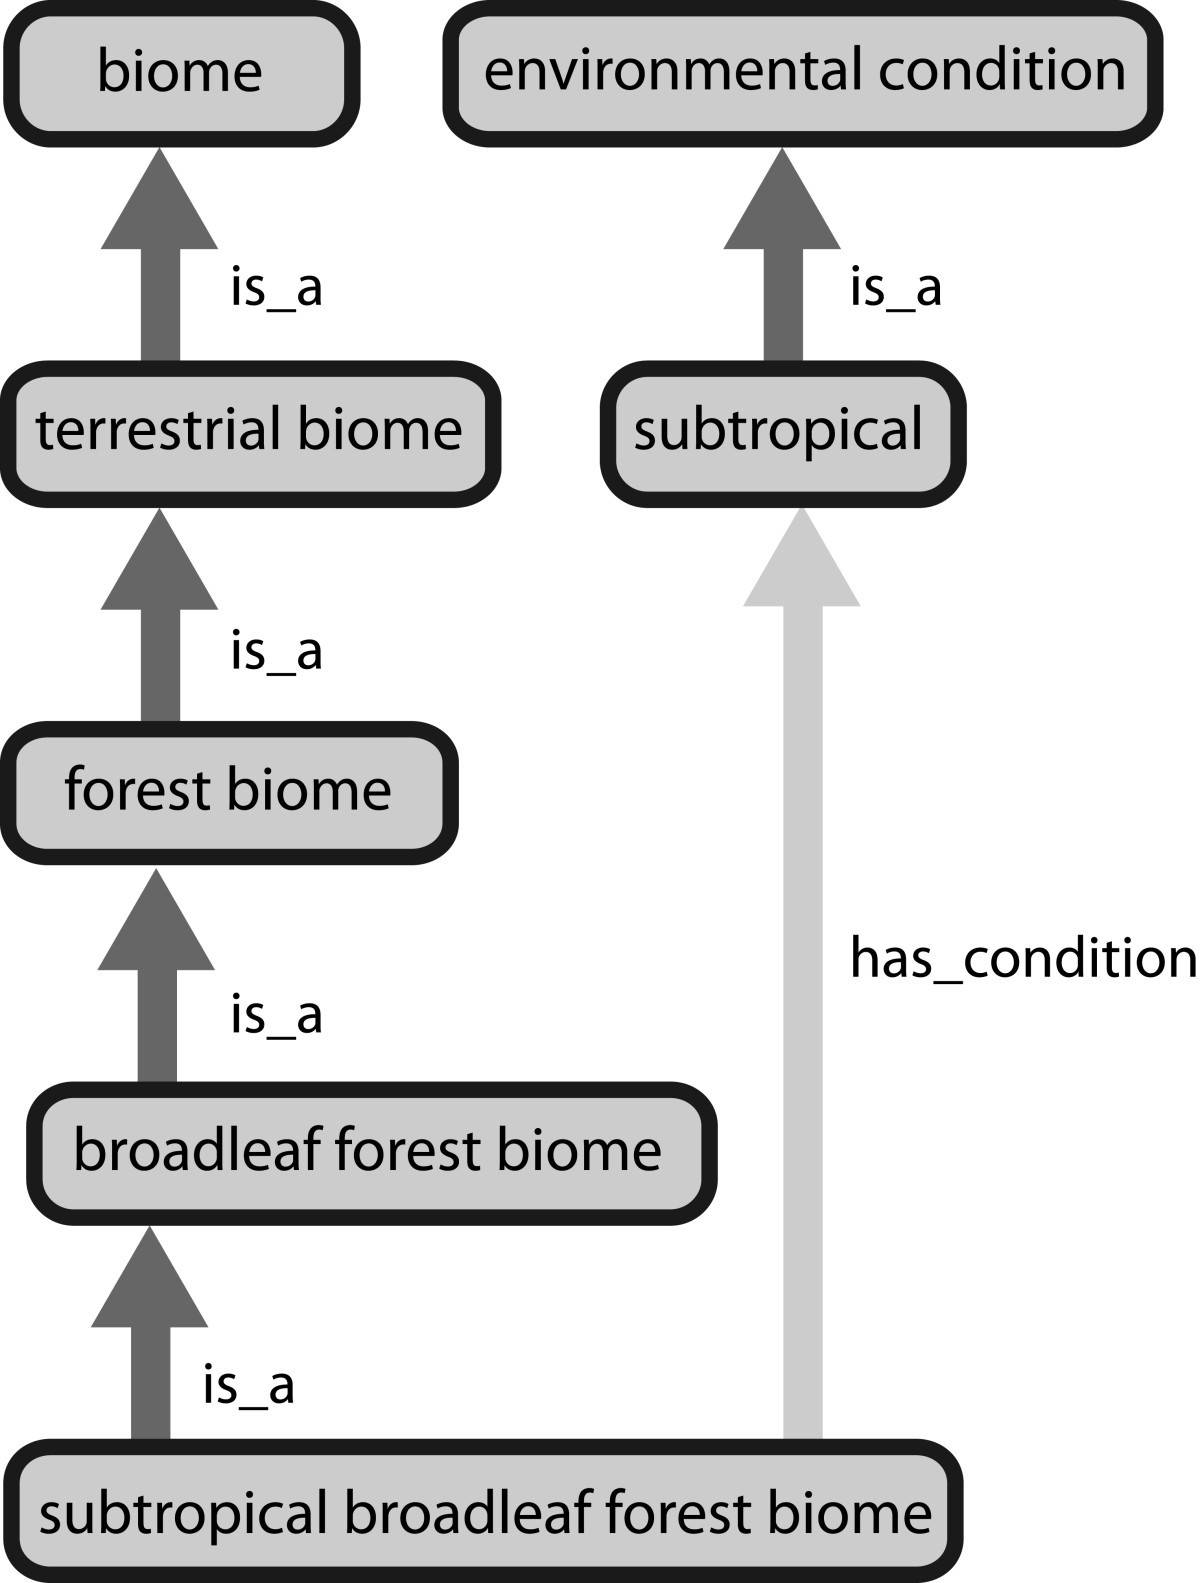 biome
environmental condition
is_a
is_a
terrestrial biome
subtropical
is_a
forest biome
has_condition
is_a
broadleaf forest biome
is_a
subtropical broadleaf forest biome